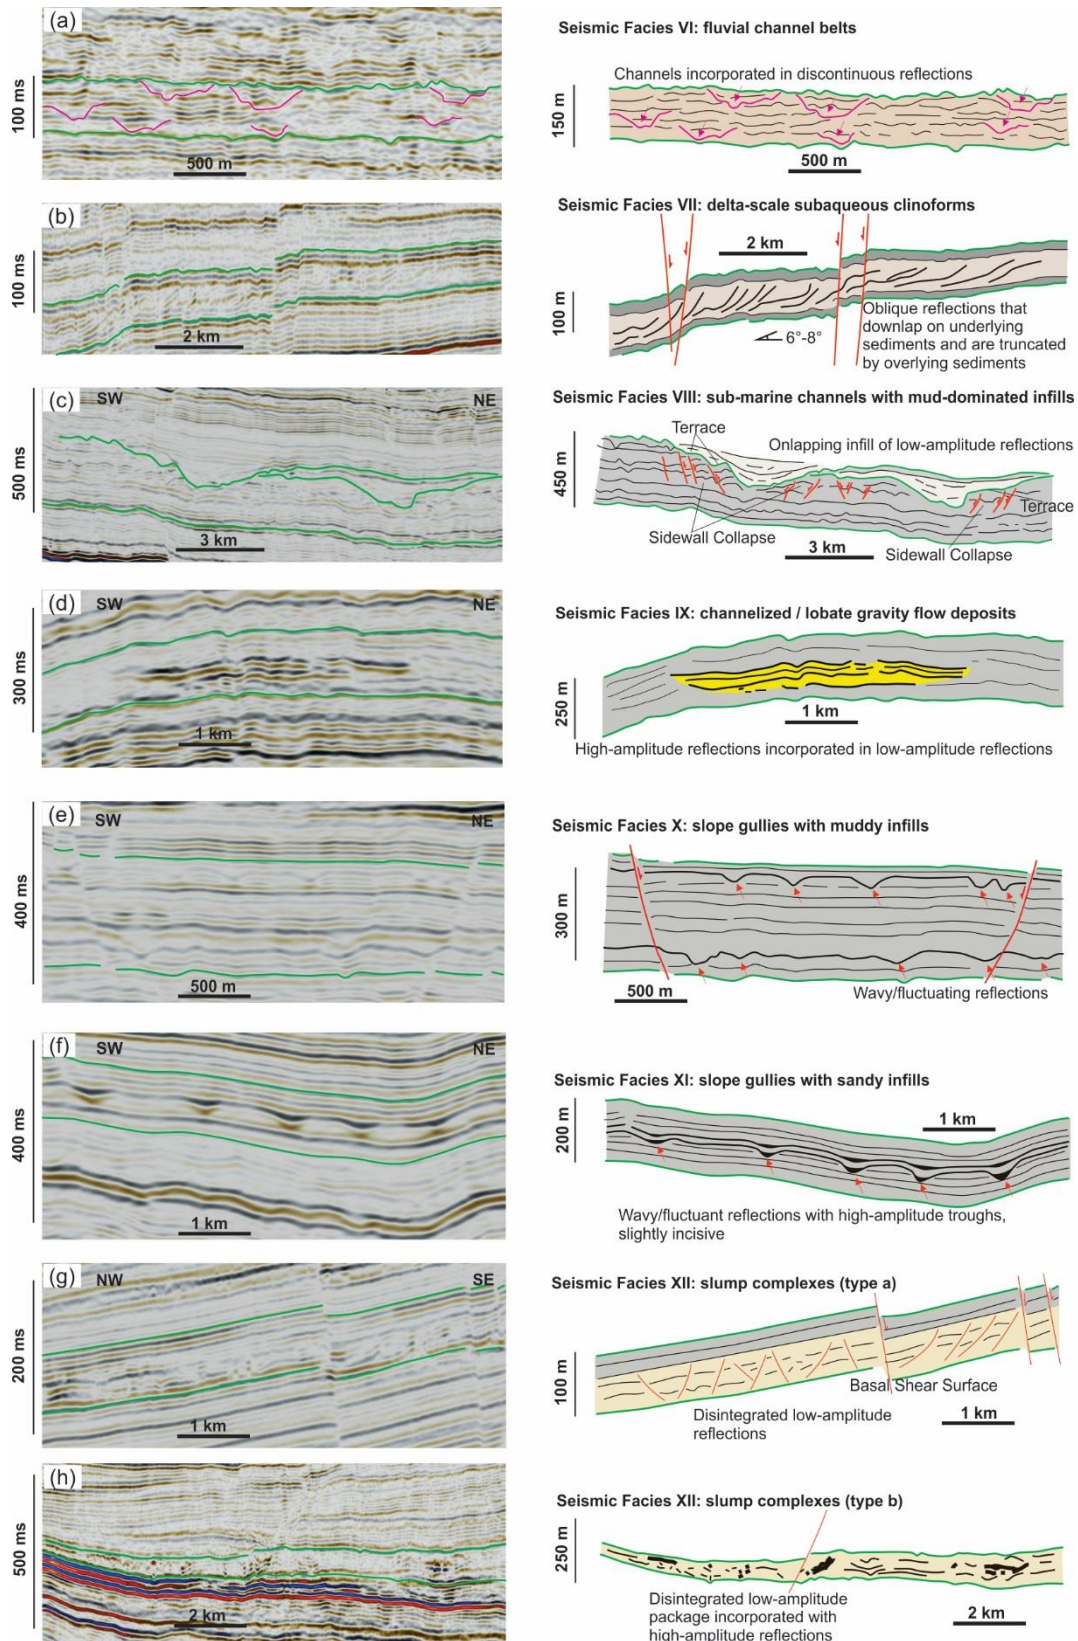 (a)
100 ms
500 m
Seismic Facies VI: fluvial channel belts
Channels incorporated in discontinuous reflections
150 m
500 m
(b)
100 ms
2 km
Seismic Facies VII: delta-scale subaqueous clinoforms
2 km
100 m
6°-8°
Oblique reflections that
downlap on underlying
sediments and are truncated
by overlying sediments
(c)
SW
NE
500 ms
3 km
Seismic Facies VIII: sub-marine channels with mud-dominated infills
Terrace
Onlapping infill of low-amplitude reflections
450 m
Terrace
Sidewall Collapse
Sidewall Collapse
3 km
(d)
SW
NE
300 ms
1 km
Seismic Facies IX: channelized / lobate gravity flow deposits
250 m
1 km
High-amplitude reflections incorporated in low-amplitude reflections
(e)
SW
NE
400 ms
500 m
Seismic Facies X: slope gullies with muddy infills
300 m
500 m
Wavy/fluctuating reflections
(f)
SW
NE
400 ms
1 km
Seismic Facies XI: slope gullies with sandy infills
1 km
200 m
Wavy/fluctuant reflections with high-amplitude troughs,
slightly incisive
(g)
NW
SE
200 ms
1 km
Seismic Facies XII: slump complexes (type a)
100 m
Basal Shear Surface
Disintegrated low-amplitude
reflections
1 km
(h)
500 ms
2 km
Seismic Facies XII: slump complexes (type b)
250 m
Disintegrated low-amplitude
package incorporated with
high-amplitude reflections
2 km